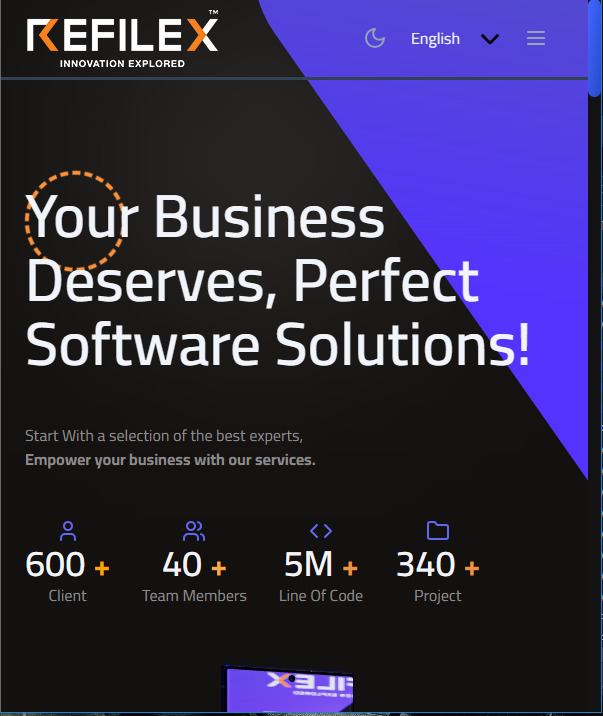 REFILEX™
INNOVATION EXPLORED
English
Your Business
Deserves, Perfect
Software Solutions!
Start With a selection of the best experts,
Empower your business with our services.
600 + 40 + 5M + 340 +
Client Team Members Line Of Code Project
REFILEX